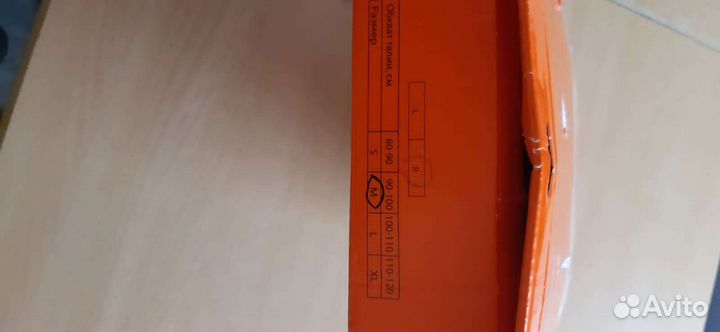 L R
Обхват талии, см 80-90 90-100 100-110 110-120
Размер S M L XL
Avito